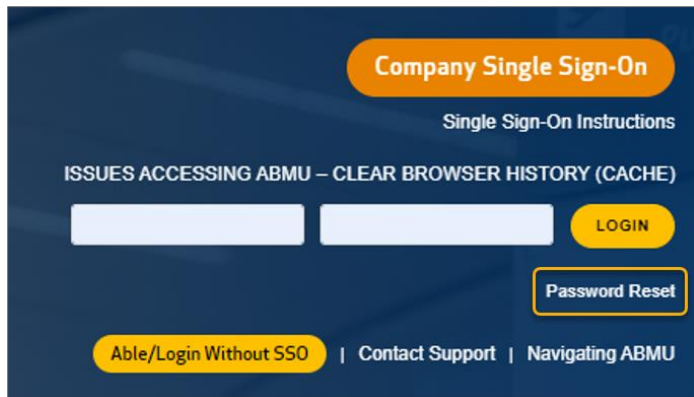 Company Single Sign-On
Single Sign-On Instructions
ISSUES ACCESSING ABMU – CLEAR BROWSER HISTORY (CACHE)
LOGIN
Password Reset
Able/Login Without SSO | Contact Support | Navigating ABMU